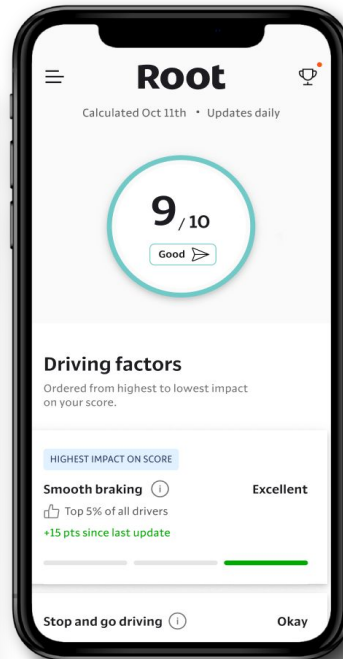 Root
Calculated Oct 11th • Updates daily
9 / 10
Good
Driving factors
Ordered from highest to lowest impact
on your score.
HIGHEST IMPACT ON SCORE
Smooth braking i Excellent
Top 5% of all drivers
+15 pts since last update
Stop and go driving i Okay